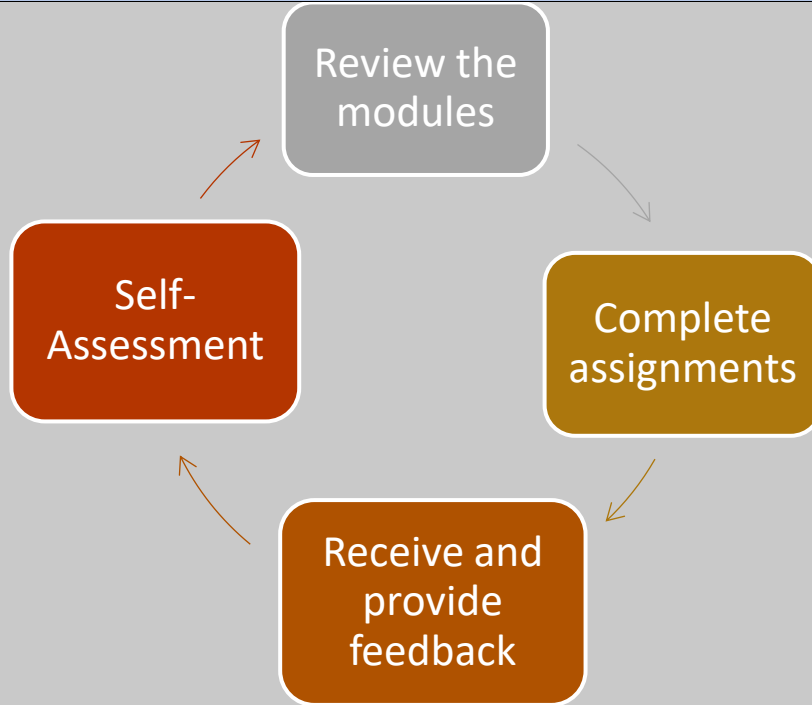 Review the
modules
Complete
assignments
Receive and
provide
feedback
Self-
Assessment